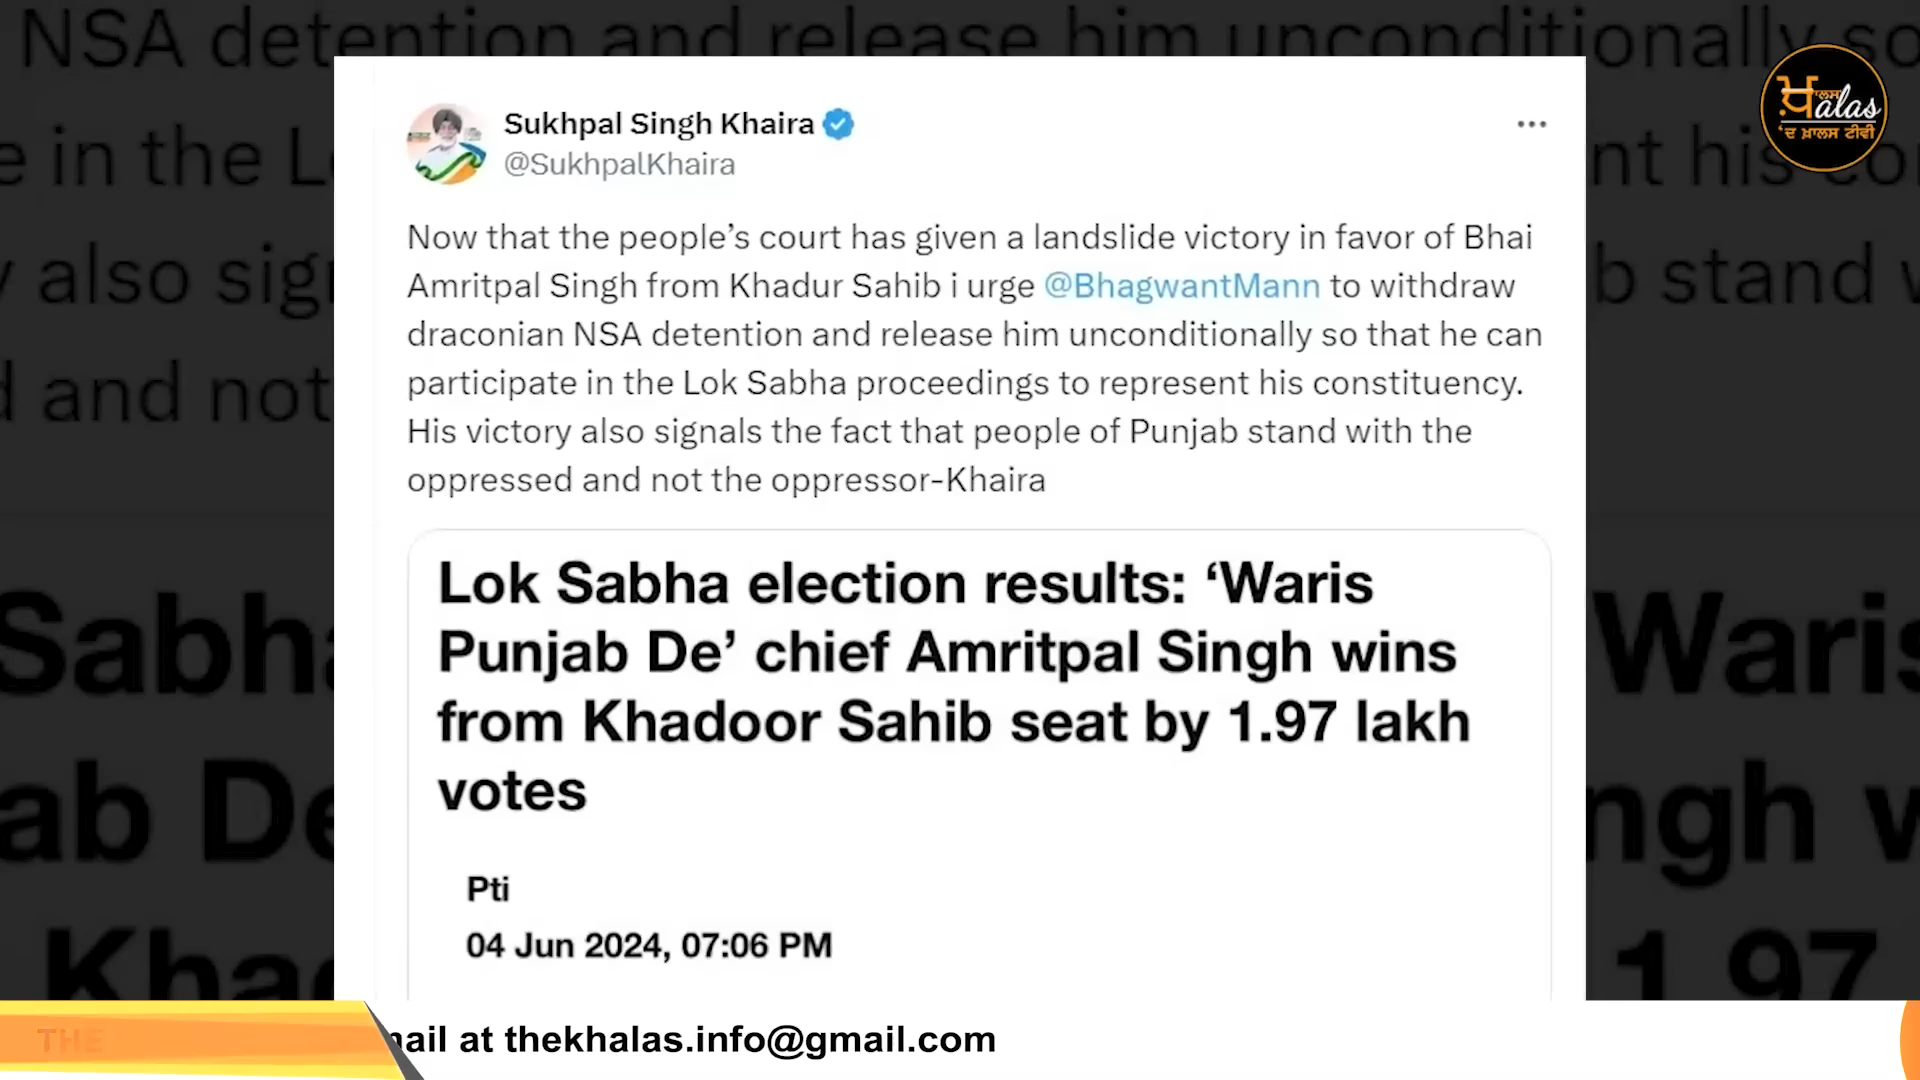 Sukhpal Singh Khaira
@SukhpalKhaira
Now that the people’s court has given a landslide victory in favor of Bhai
Amritpal Singh from Khadur Sahib i urge @BhagwantMann to withdraw
draconian NSA detention and release him unconditionally so that he can
participate in the Lok Sabha proceedings to represent his constituency.
His victory also signals the fact that people of Punjab stand with the
oppressed and not the oppressor-Khaira
Lok Sabha election results: ‘Waris
Punjab De’ chief Amritpal Singh wins
from Khadoor Sahib seat by 1.97 lakh
votes
Pti
04 Jun 2024, 07:06 PM
ਖ਼ਾਲਸ alas
'ਦ ਖ਼ਾਲਸ ਟੀਵੀ
THE
at thekhalas.info@gmail.com